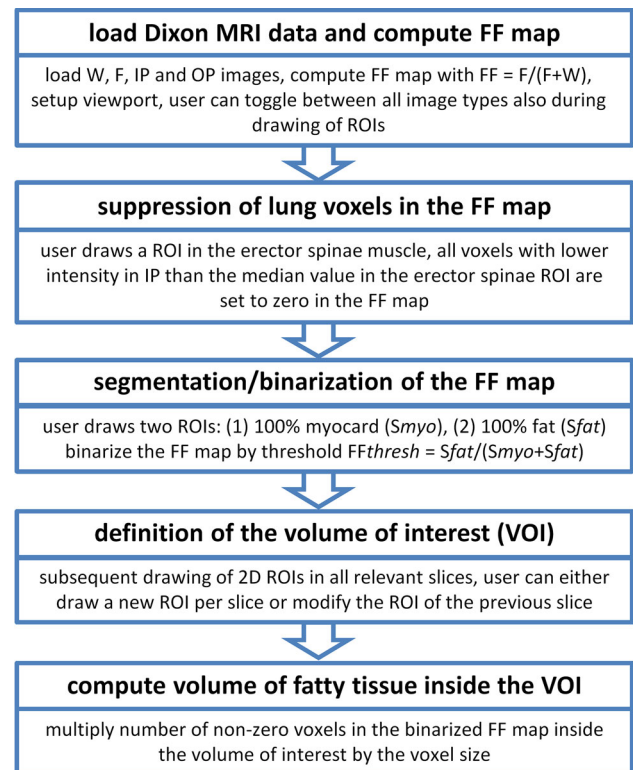 load Dixon MRI data and compute FF map
load W, F, IP and OP images, compute FF map with FF = F/(F+W),
setup viewport, user can toggle between all image types also during
drawing of ROIs
suppression of lung voxels in the FF map
user draws a ROI in the erector spinae muscle, all voxels with lower
intensity in IP than the median value in the erector spinae ROI are
set to zero in the FF map
segmentation/binarization of the FF map
user draws two ROIs: (1) 100% myocard (Smyo), (2) 100% fat (Sfat)
binarize the FF map by threshold FFthresh = Sfat/(Smyo+Sfat)
definition of the volume of interest (VOI)
subsequent drawing of 2D ROIs in all relevant slices, user can either
draw a new ROI per slice or modify the ROI of the previous slice
compute volume of fatty tissue inside the VOI
multiply number of non-zero voxels in the binarized FF map inside
the volume of interest by the voxel size